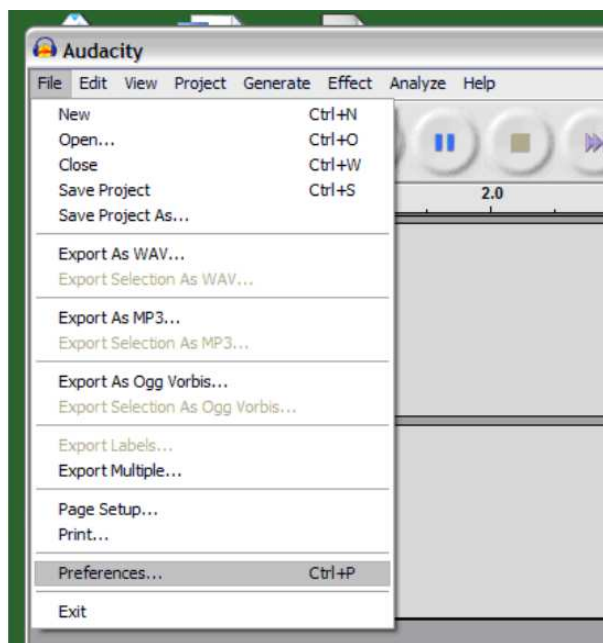 Audacity
File Edit View Project Generate Effect Analyze Help
New Ctrl+N
Open... Ctrl+O
Close Ctrl+W
Save Project Ctrl+S
Save Project As...
2.0
Export As WAV...
Export Selection As WAV...
Export As MP3...
Export Selection As MP3...
Export As Ogg Vorbis...
Export Selection As Ogg Vorbis...
Export Labels...
Export Multiple...
Page Setup...
Print...
Preferences... Ctrl+P
Exit